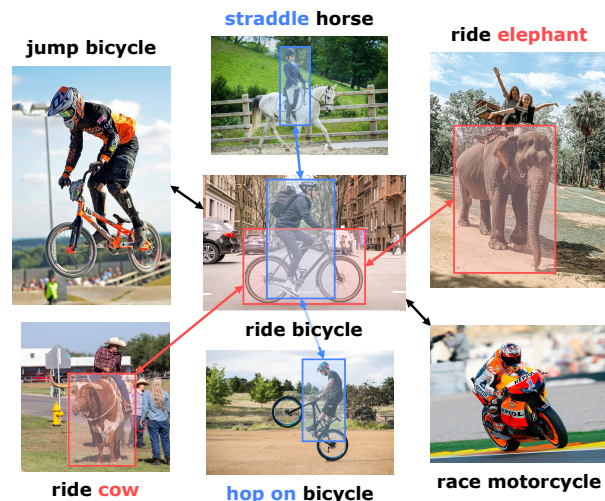 straddle horse
ride elephant
jump bicycle
ride bicycle
ride cow
hop on bicycle
race motorcycle